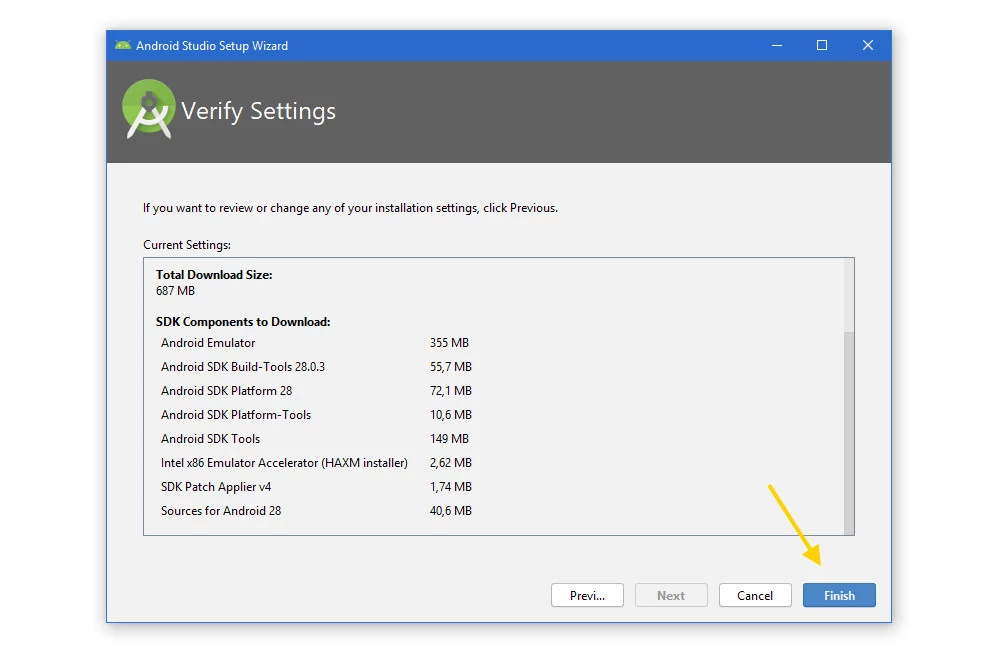 Android Studio Setup Wizard
Verify Settings
If you want to review or change any of your installation settings, click Previous.
Current Settings:
Total Download Size:
687 MB
SDK Components to Download:
Android Emulator 355 MB
Android SDK Build-Tools 28.0.3 55,7 MB
Android SDK Platform 28 72,1 MB
Android SDK Platform-Tools 10,6 MB
Android SDK Tools 149 MB
Intel x86 Emulator Accelerator (HAXM installer) 2,62 MB
SDK Patch Applier v4 1,74 MB
Sources for Android 28 40,6 MB
Previ... Next Cancel Finish